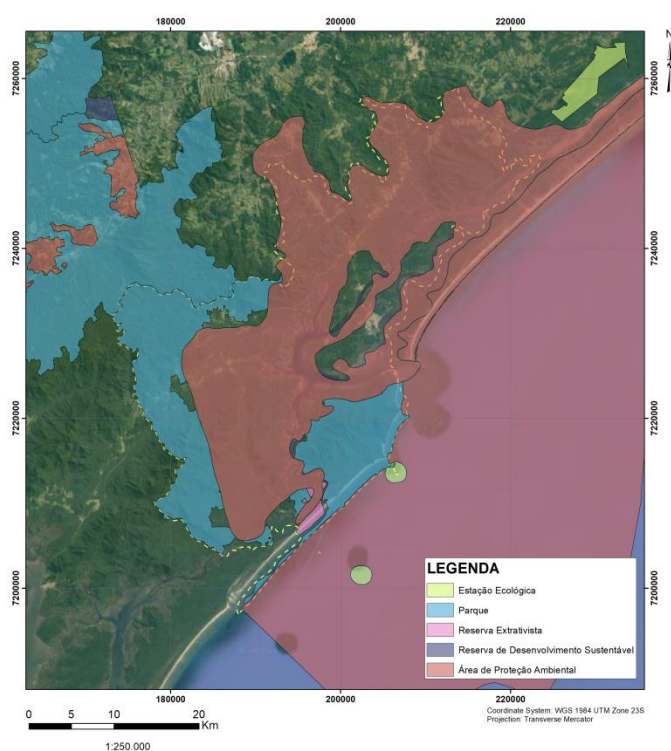 180000 200000 220000
N
7260000 7260000
7240000 7240000
7220000 7220000
7200000 7200000
LEGENDA
Estação Ecológica
Parque
Reserva Extrativista
Reserva de Desenvolvimento Sustentável
Área de Proteção Ambiental
180000 200000 220000
0 5 10 20
Km
1:250.000
Coordinate System: WGS 1984 UTM Zone 23S
Projection: Transverse Mercator